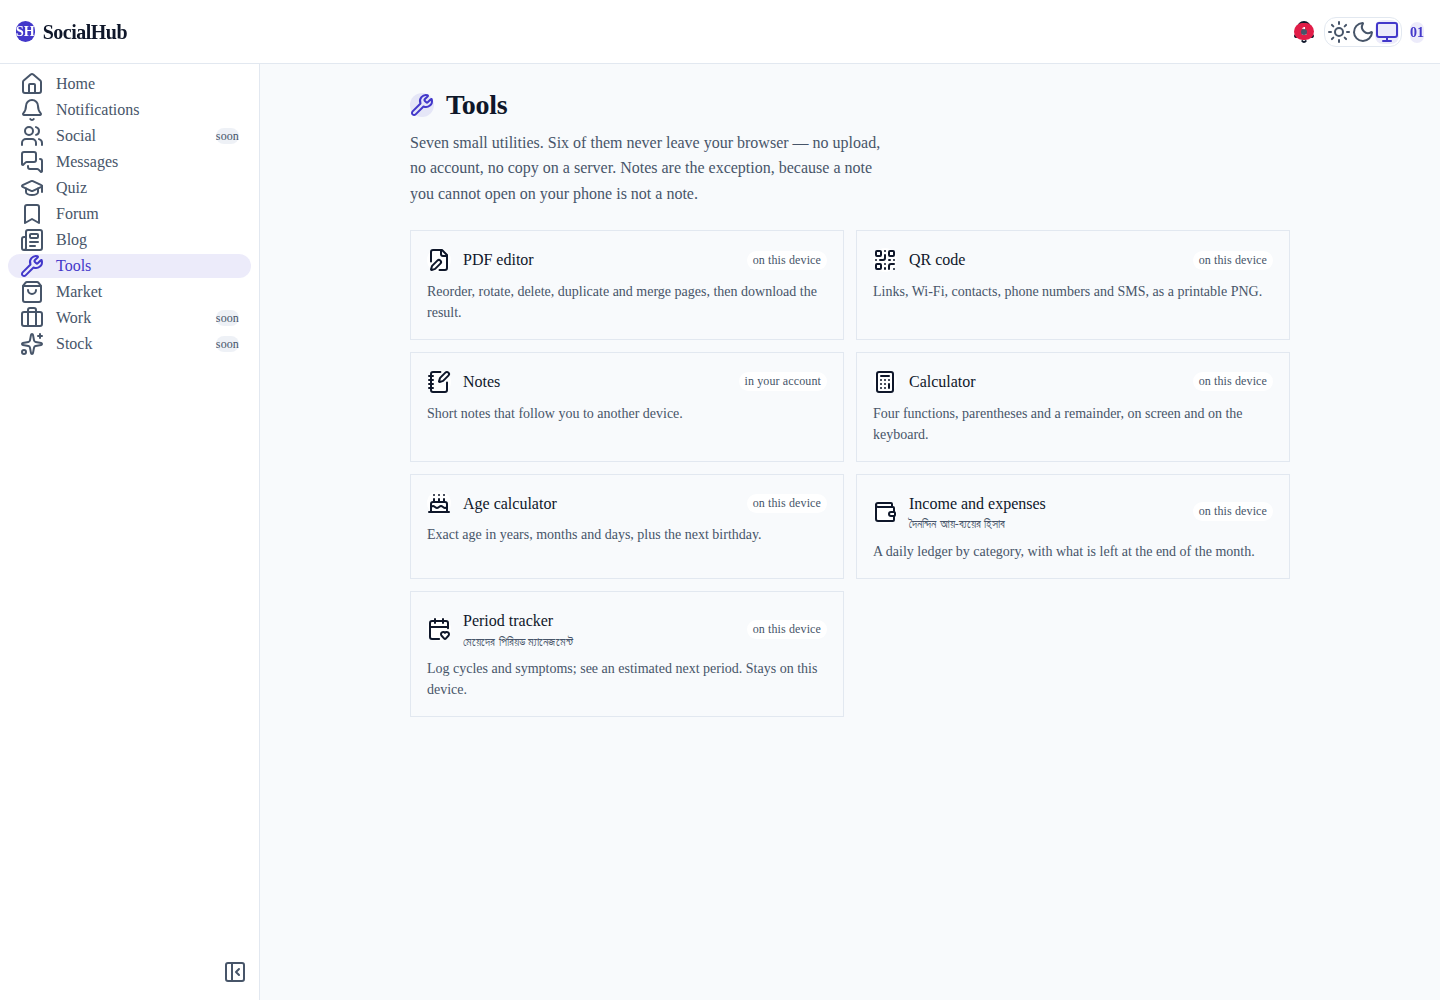 SH SocialHub
01
Home
Notifications
Social soon
Messages
Quiz
Forum
Blog
Tools
Market
Work soon
Stock soon
Tools
Seven small utilities. Six of them never leave your browser — no upload,
no account, no copy on a server. Notes are the exception, because a note
you cannot open on your phone is not a note.
PDF editor on this device
Reorder, rotate, delete, duplicate and merge pages, then download the
result.
QR code on this device
Links, Wi-Fi, contacts, phone numbers and SMS, as a printable PNG.
Notes in your account
Short notes that follow you to another device.
Calculator on this device
Four functions, parentheses and a remainder, on screen and on the
keyboard.
Age calculator on this device
Exact age in years, months and days, plus the next birthday.
Income and expenses on this device
দৈনন্দিন আয়-ব্যয়ের হিসাব
A daily ledger by category, with what is left at the end of the month.
Period tracker on this device
মেয়েদের পিরিয়ড ম্যানেজমেন্ট
Log cycles and symptoms; see an estimated next period. Stays on this
device.